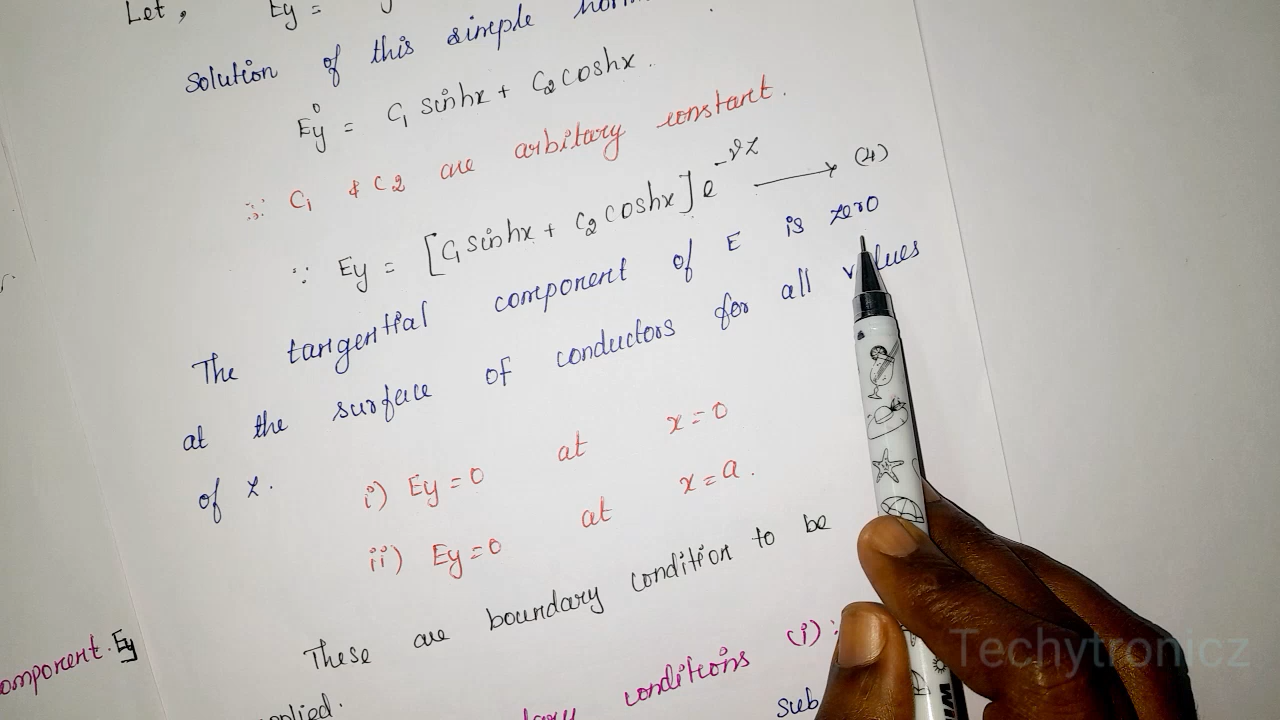 Let, Ey =
solution of this simple
Ey⁰ = C₁ sinhx + C₂ coshx.
∵ C₁ & C₂ are arbitary constant.
∵ Ey = [C₁ sinhx + C₂ coshx] e^-γz ⟶ (4)
The tangential component of E is zero
at the surface of conductors for all values
of z.
i) Ey = 0 at x = 0
ii) Ey = 0 at x = a.
These are boundary condition to be
conditions (i):
sub
component. Ey
Techytronicz